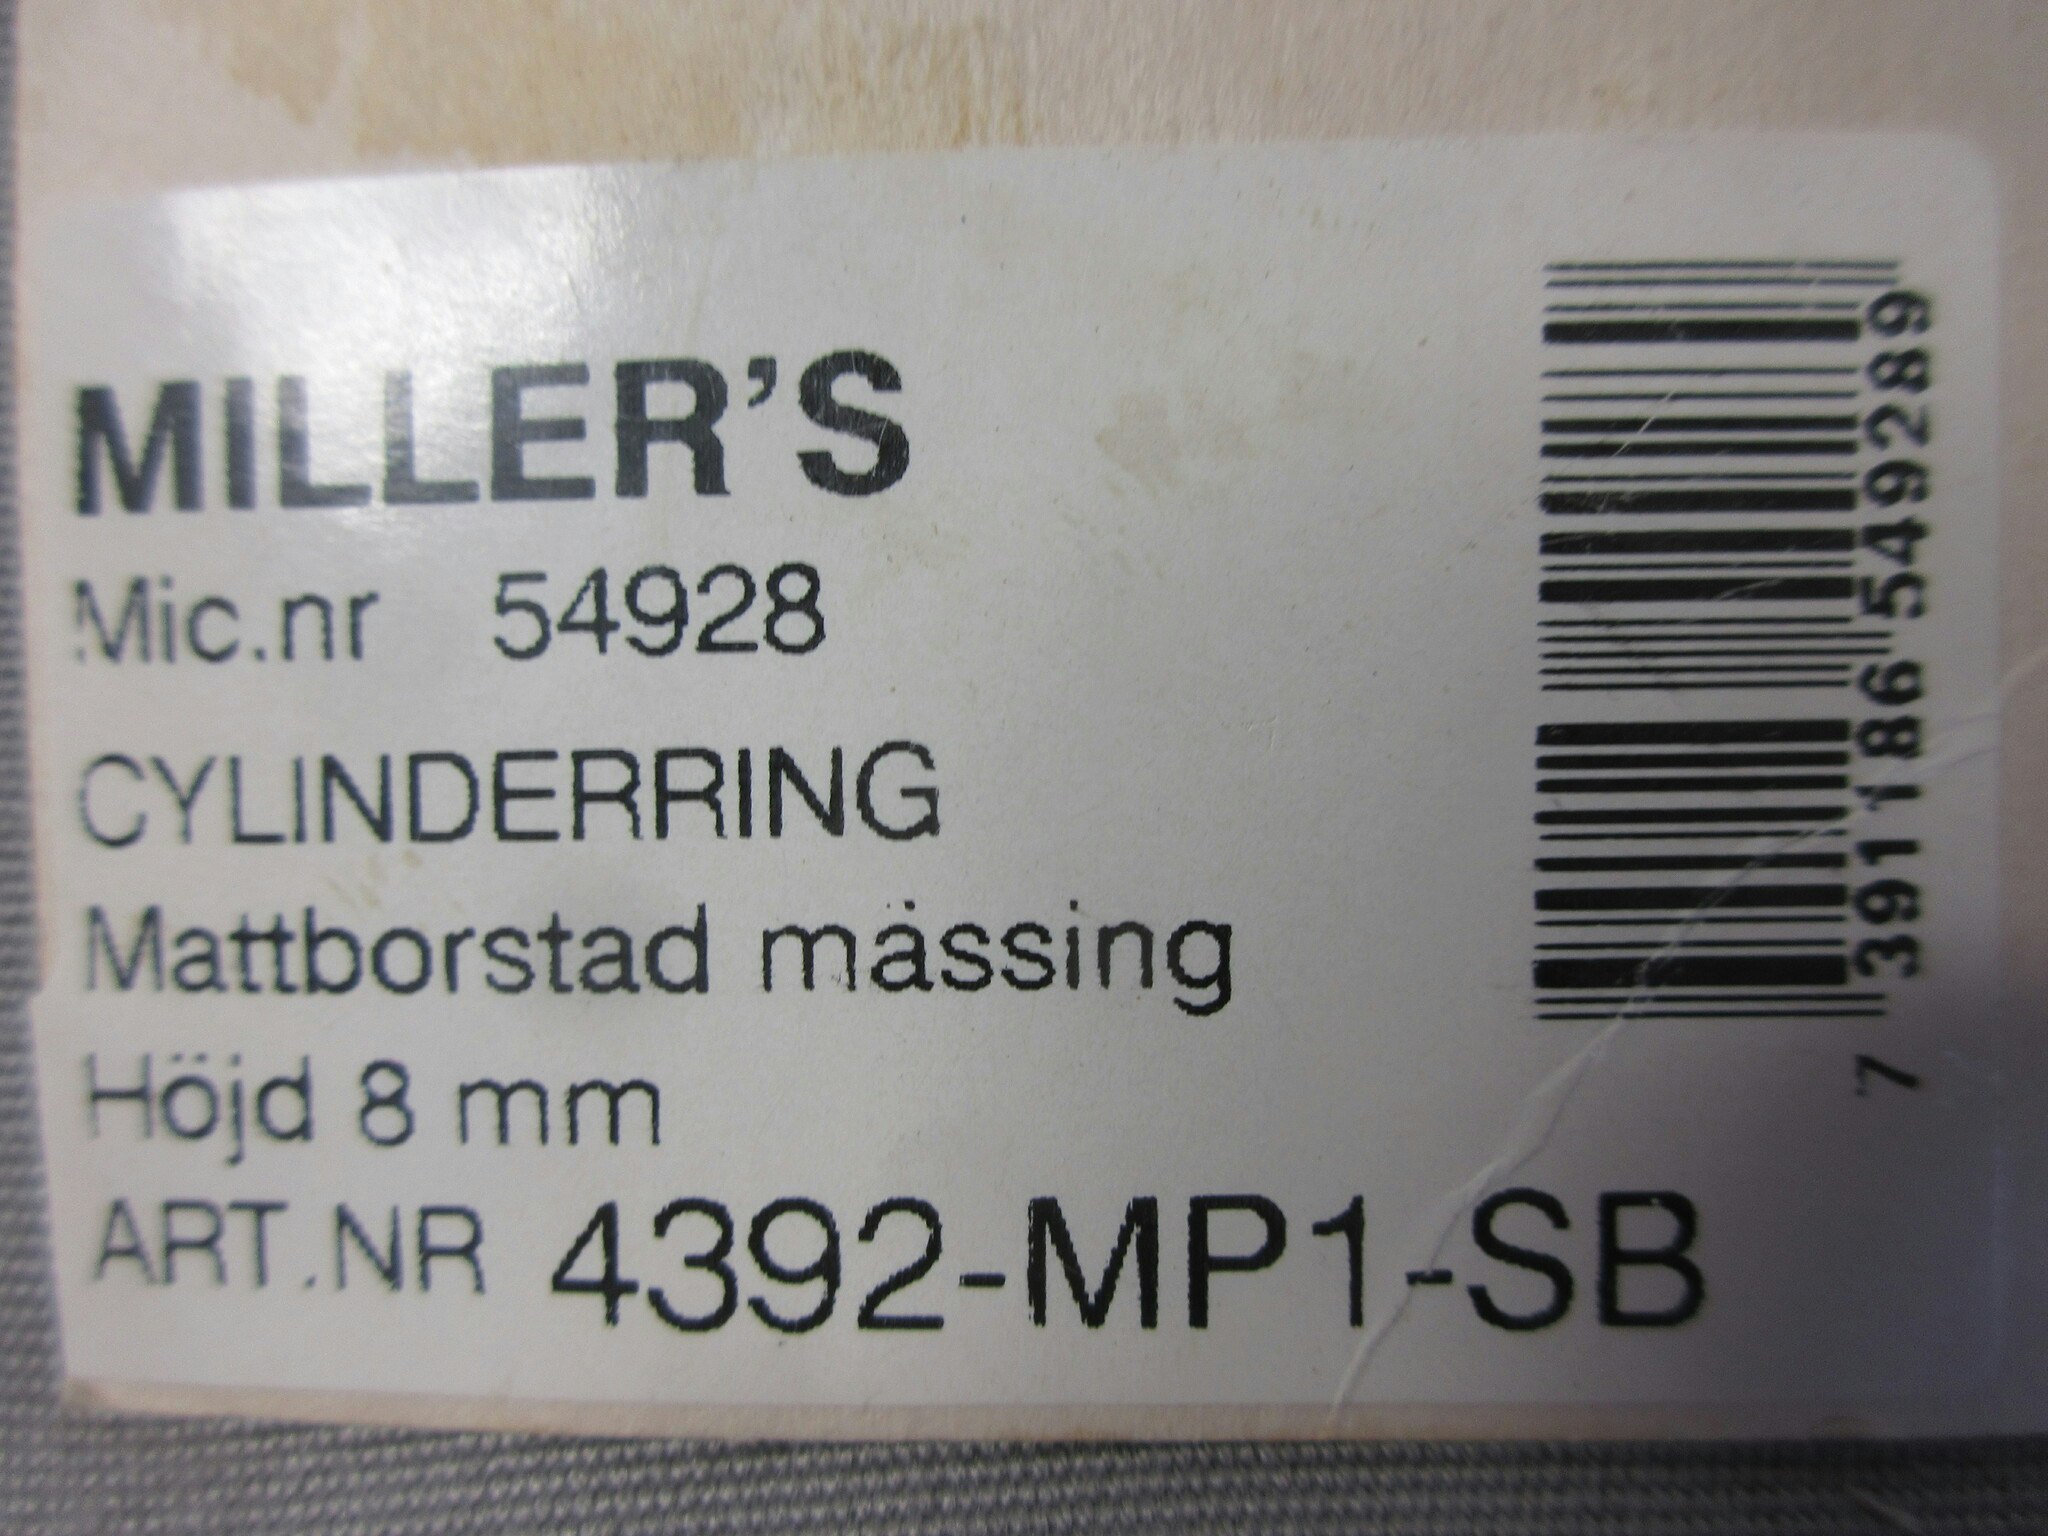 MILLER'S
Mic.nr 54928
CYLINDERRING
Mattborstad mässing
Höjd 8 mm
ART.NR 4392-MP1-SB
7 391186 549289